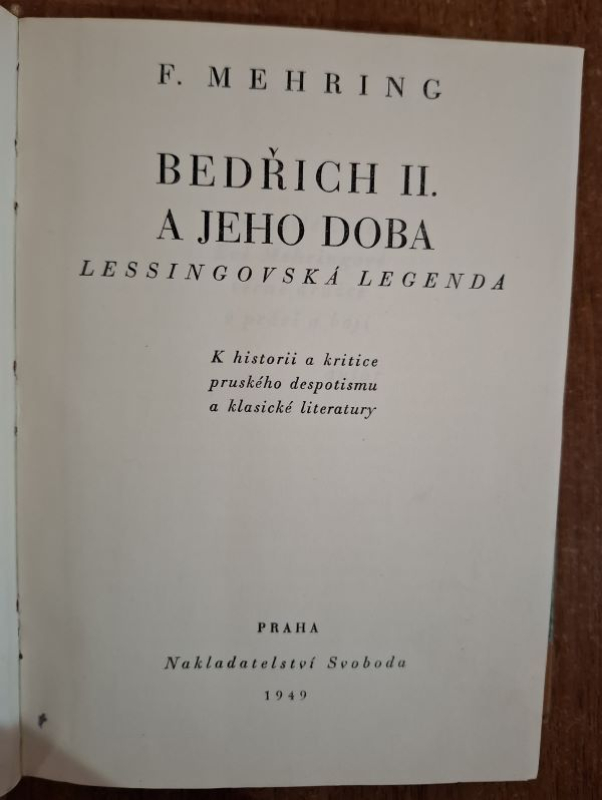 F. MEHRING
BEDŘICH II.
A JEHO DOBA
LESSINGOVSKÁ LEGENDA
K historii a kritice
pruského despotismu
a klasické literatury
PRAHA
Nakladatelství Svoboda
1949